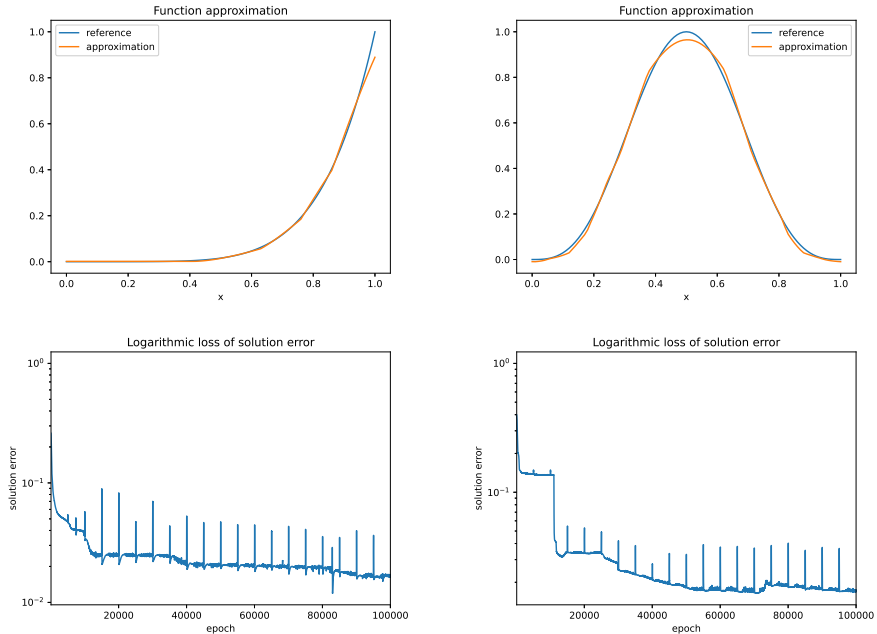 Function approximation
reference
approximation
1.0
0.8
0.6
0.4
0.2
0.0
0.0 0.2 0.4 0.6 0.8 1.0
x
Function approximation
reference
approximation
1.0
0.8
0.6
0.4
0.2
0.0
0.0 0.2 0.4 0.6 0.8 1.0
x
Logarithmic loss of solution error
solution error
10⁰
10⁻¹
10⁻²
20000 40000 60000 80000 100000
epoch
Logarithmic loss of solution error
solution error
10⁰
10⁻¹
20000 40000 60000 80000 100000
epoch